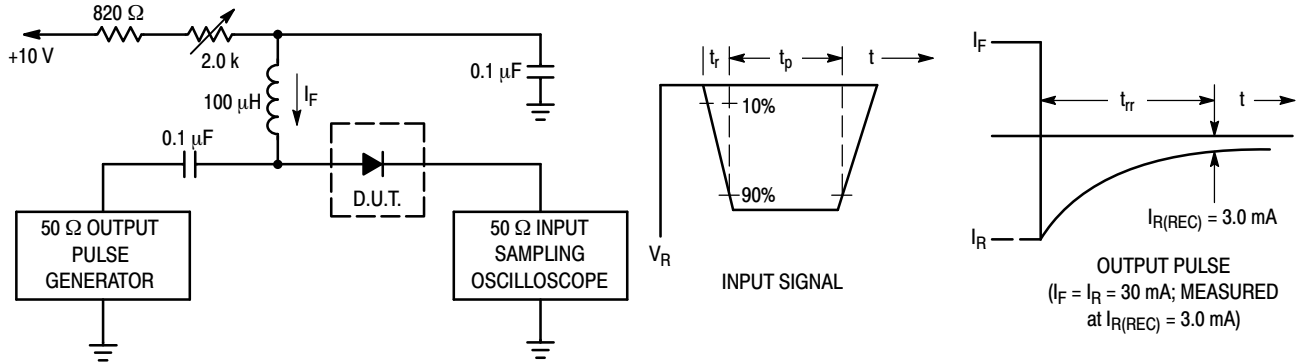 820 Ω
+10 V
2.0 k
100 μH
I_F
0.1 μF
0.1 μF
D.U.T.
50 Ω OUTPUT
PULSE
GENERATOR
50 Ω INPUT
SAMPLING
OSCILLOSCOPE
t_r
t_p
t
10%
90%
V_R
INPUT SIGNAL
I_F
t_rr
t
I_R
I_R(REC) = 3.0 mA
OUTPUT PULSE
(I_F = I_R = 30 mA; MEASURED
at I_R(REC) = 3.0 mA)